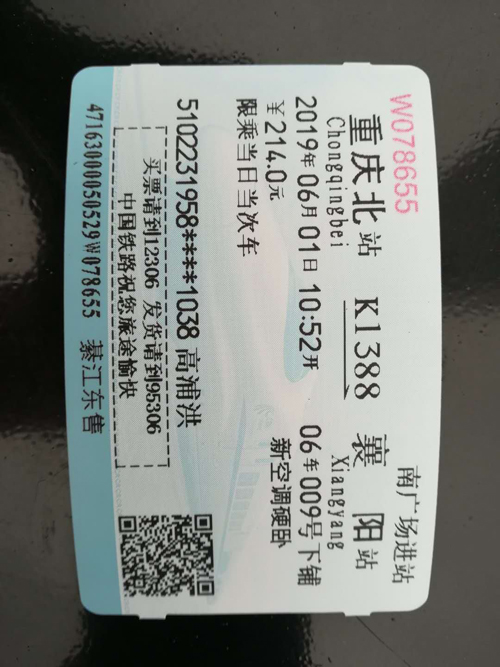 W078655
南广场进站
重庆北站 K1388 襄阳站
Chongqingbei Xiangyang
2019年06月01日 10:52开 06车009号下铺
￥214.0元 新空调硬卧
限乘当日当次车
5102231958****1038 高浦洪
买票请到12306 发货请到95306
中国铁路祝您旅途愉快
47163000050529W078655 綦江东售